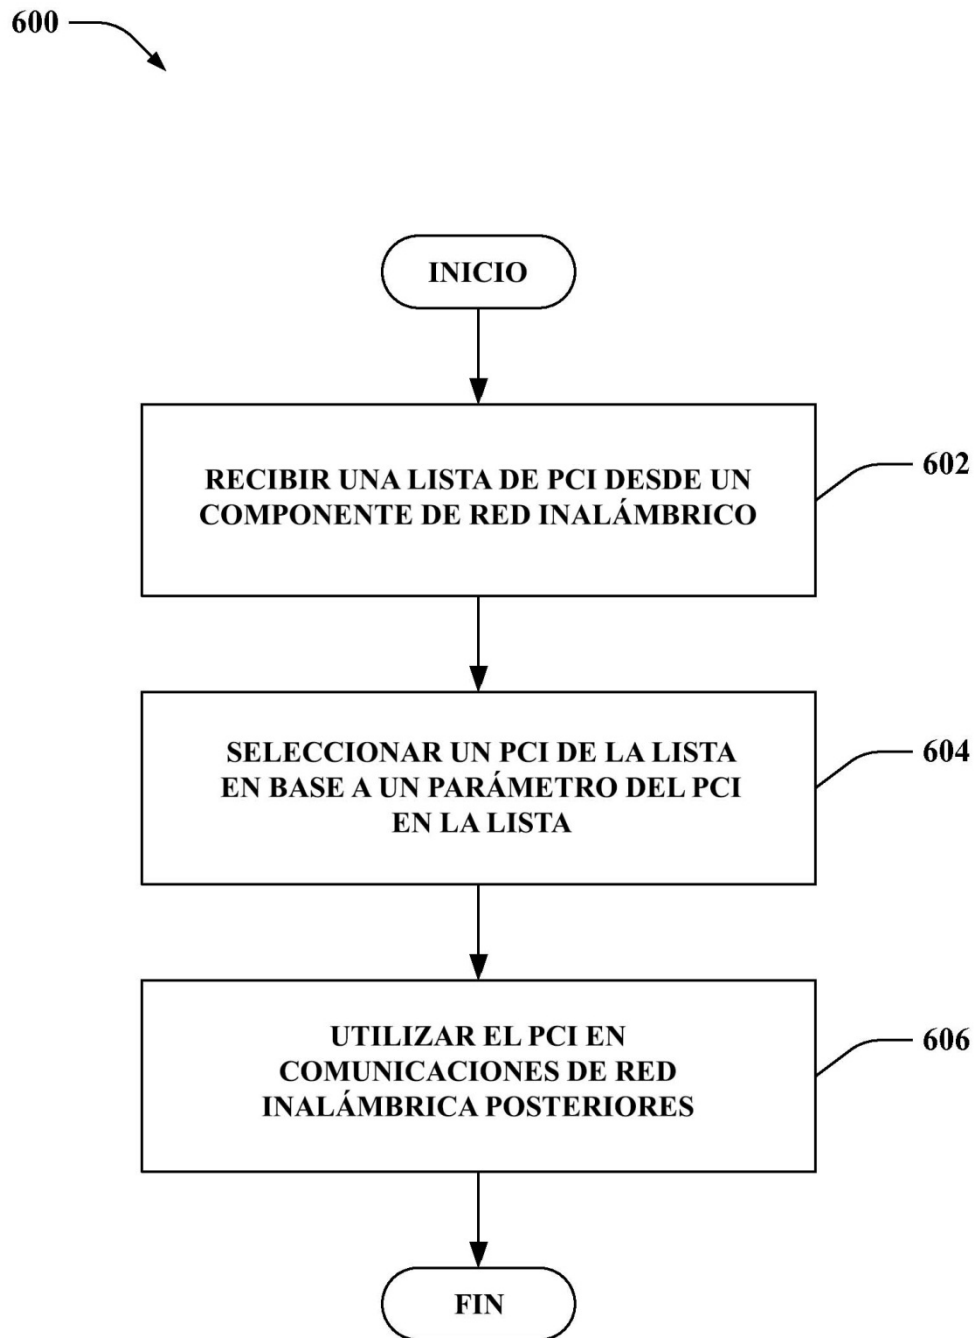 600
INICIO
RECIBIR UNA LISTA DE PCI DESDE UN
COMPONENTE DE RED INALÁMBRICO
602
SELECCIONAR UN PCI DE LA LISTA
EN BASE A UN PARÁMETRO DEL PCI
EN LA LISTA
604
UTILIZAR EL PCI EN
COMUNICACIONES DE RED
INALÁMBRICA POSTERIORES
606
FIN